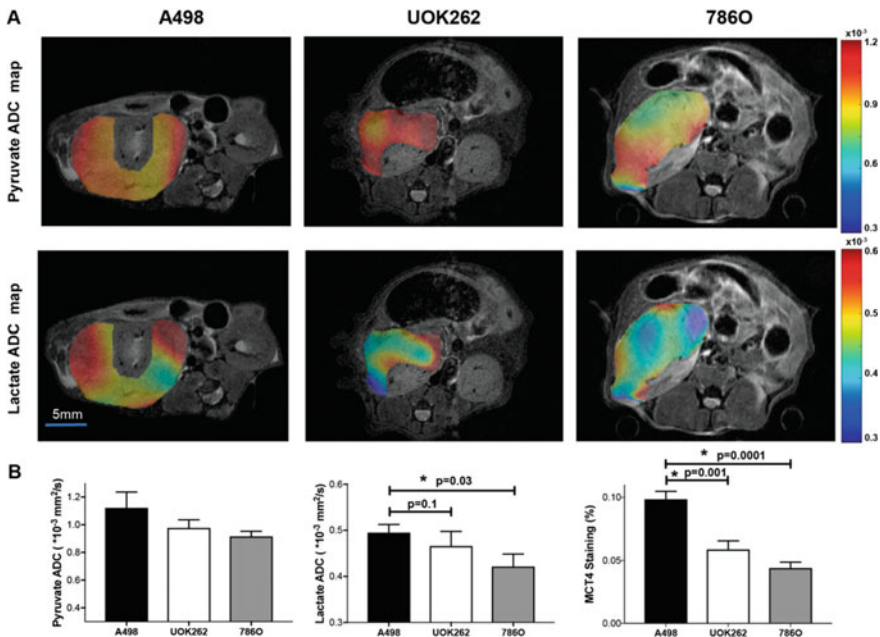 A498 UOK262 786O
A
Pyruvate ADC map
x10⁻³
1.2
0.9
0.6
0.3
Lactate ADC map
x10⁻³
0.6
0.5
0.4
0.3
5mm
B
Pyruvate ADC ( *10⁻³ mm²/s)
1.4
1.2
1.0
0.8
0.6
0.4
A498 UOK262 786O
Lactate ADC ( *10⁻³ mm²/s)
0.6
0.5
0.4
0.3
* p=0.03
p=0.1
A498 UOK262 786O
MCT4 Staining (%)
0.10
0.05
0.00
* p=0.0001
* p=0.001
A498 UOK262 786O